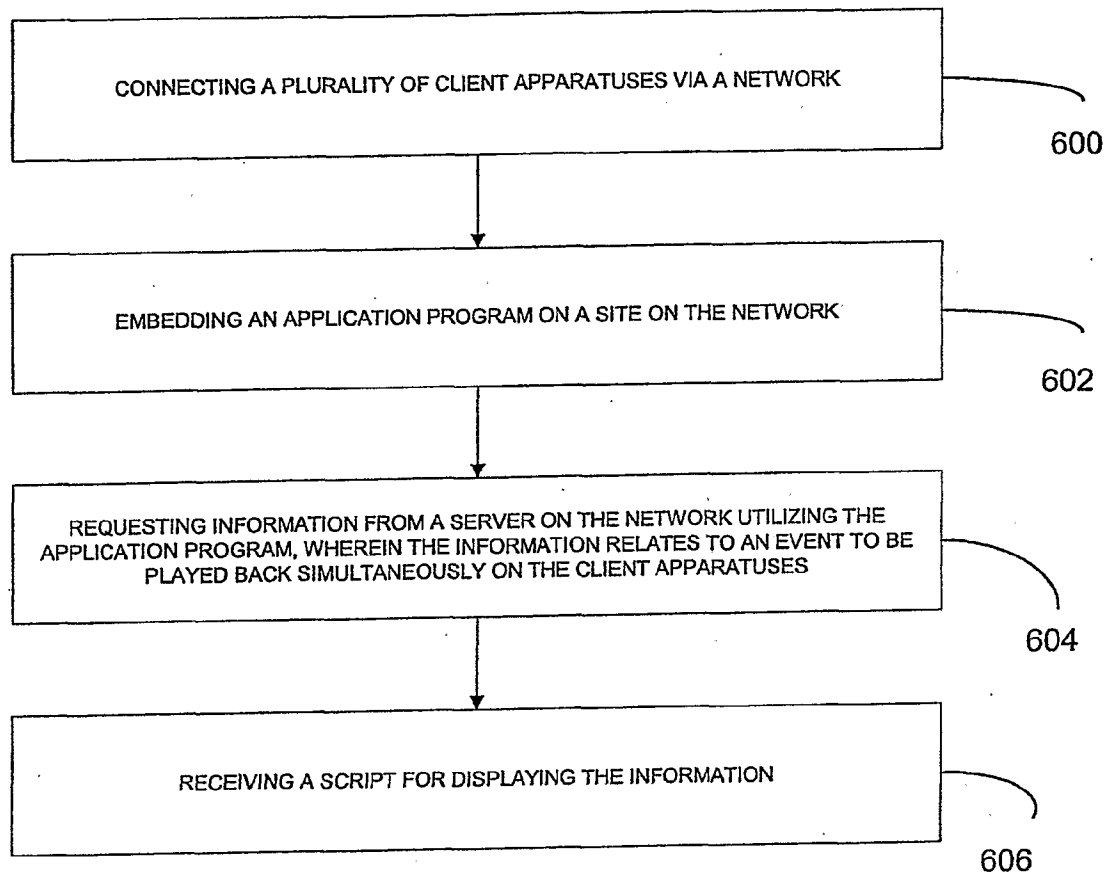 CONNECTING A PLURALITY OF CLIENT APPARATUSES VIA A NETWORK
600
EMBEDDING AN APPLICATION PROGRAM ON A SITE ON THE NETWORK
602
REQUESTING INFORMATION FROM A SERVER ON THE NETWORK UTILIZING THE
APPLICATION PROGRAM, WHEREIN THE INFORMATION RELATES TO AN EVENT TO BE
PLAYED BACK SIMULTANEOUSLY ON THE CLIENT APPARATUSES
604
RECEIVING A SCRIPT FOR DISPLAYING THE INFORMATION
606